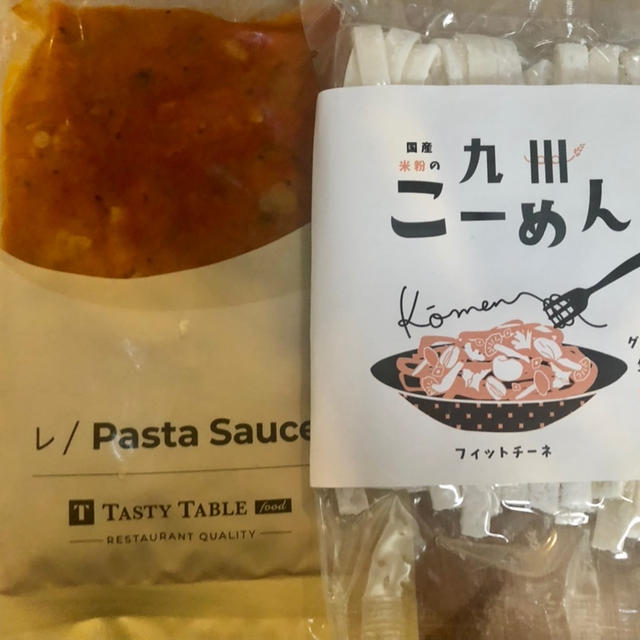 レ/ Pasta Sauce
T TASTY TABLE food
RESTAURANT QUALITY
国産
米粉の
九州
こーめん
Kōmen
グ
フィットチーネ